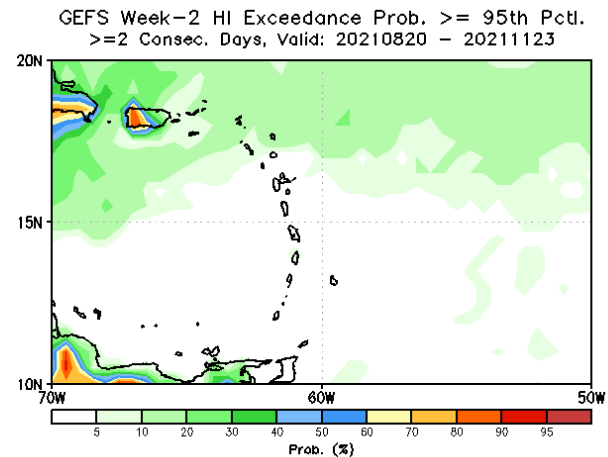 GEFS Week-2 HI Exceedance Prob. >= 95th Pctl.
>=2 Consec. Days, Valid: 20210820 - 20211123
20N
15N
10N
70W 60W 50W
5 10 20 30 40 50 60 70 80 90 95
Prob. (%)